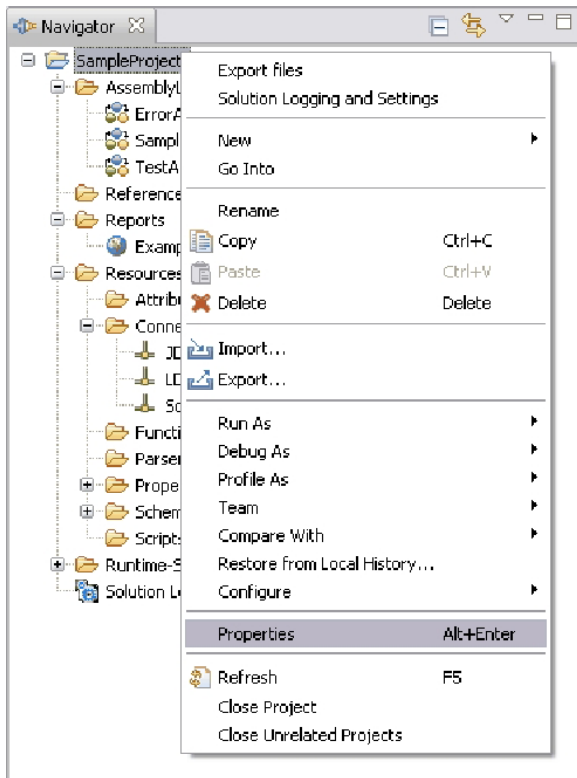 Navigator
SampleProject
AssemblyL
ErrorA
Sampl
TestA
Reference
Reports
Examp
Resources
Attribu
Conne
JD
LD
So
Functi
Parser
Prope
Schem
Scripts
Runtime-S
Solution Lo
Export files
Solution Logging and Settings
New
Go Into
Rename
Copy Ctrl+C
Paste Ctrl+V
Delete Delete
Import...
Export...
Run As
Debug As
Profile As
Team
Compare With
Restore from Local History...
Configure
Properties Alt+Enter
Refresh F5
Close Project
Close Unrelated Projects